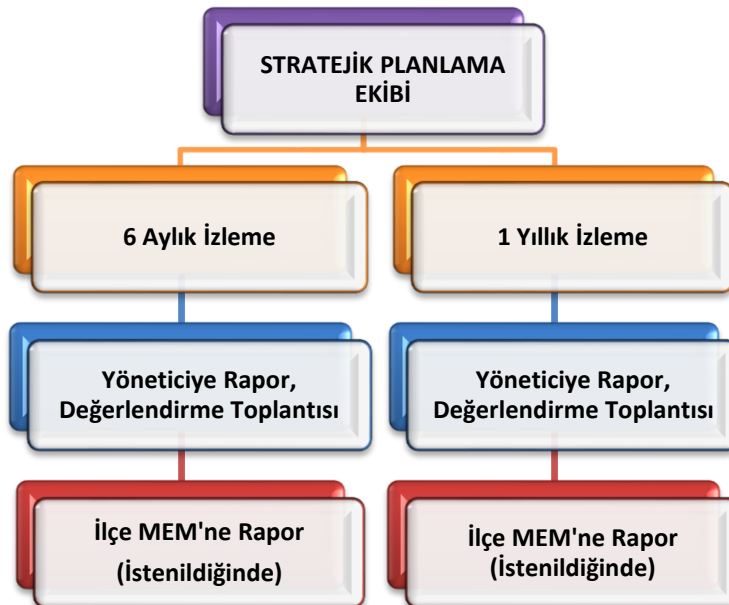 STRATEJİK PLANLAMA
EKİBİ
6 Aylık İzleme
1 Yıllık İzleme
Yöneticiye Rapor,
Değerlendirme Toplantısı
Yöneticiye Rapor,
Değerlendirme Toplantısı
İlçe MEM'ne Rapor
(İstenildiğinde)
İlçe MEM'ne Rapor
(İstenildiğinde)